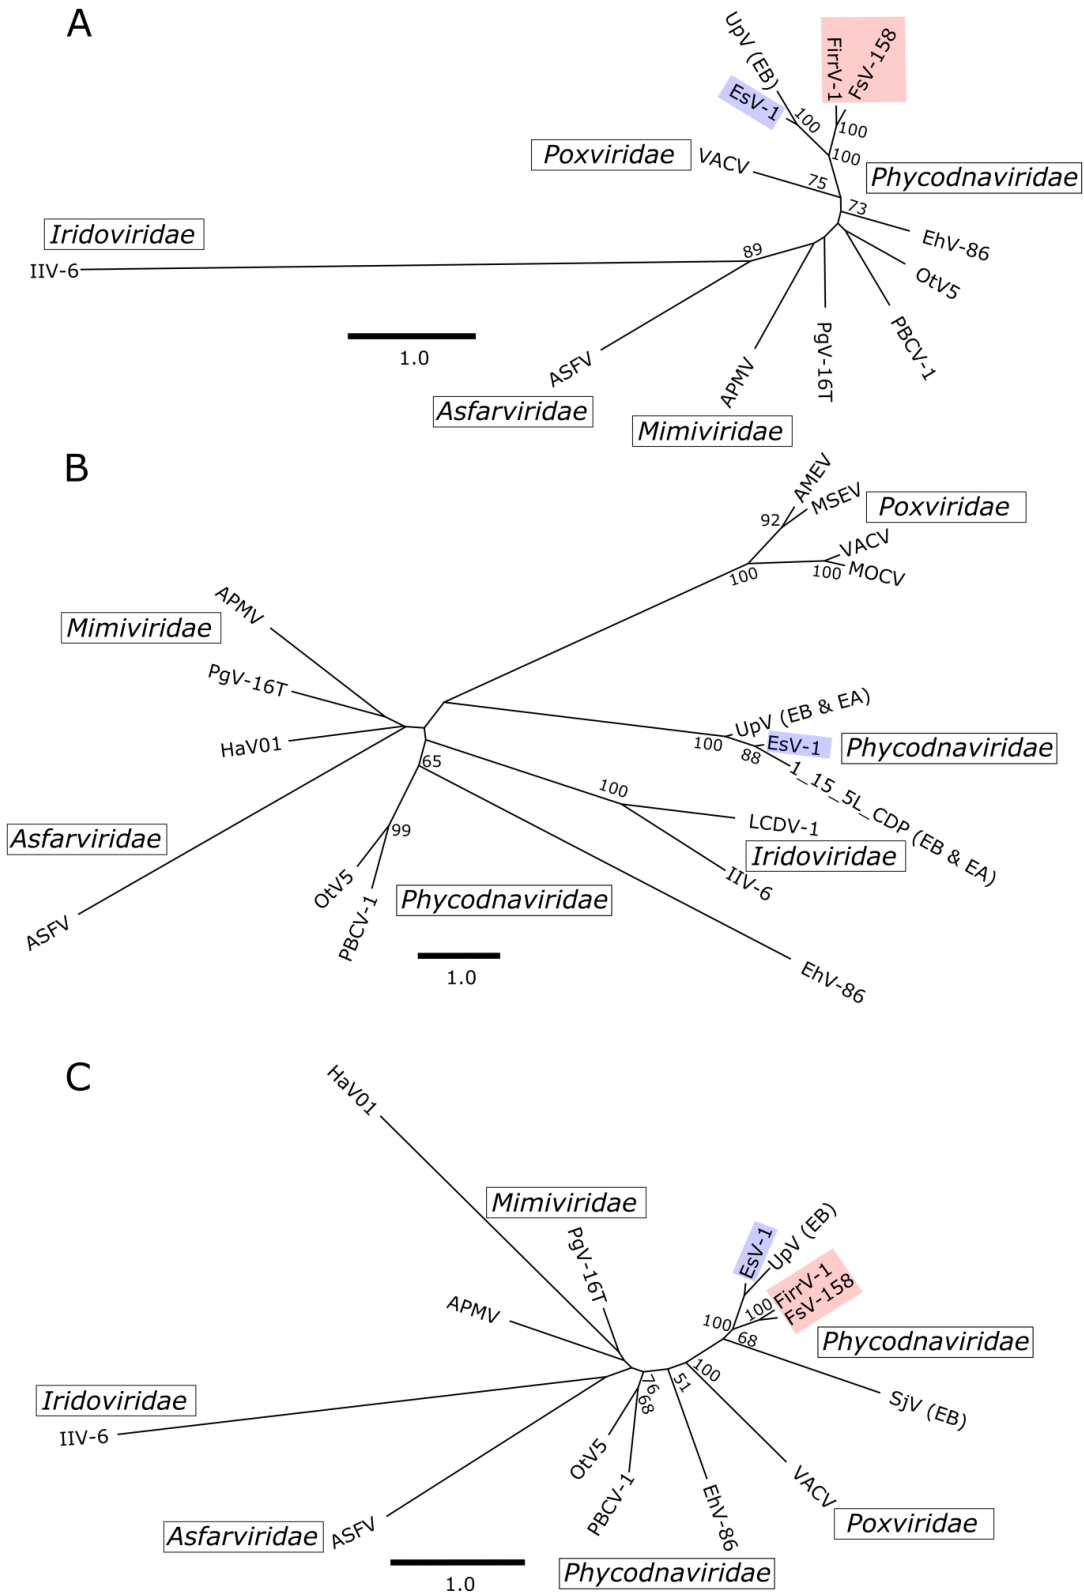 A
UpV (EB)
EsV-1
FirrV-1
FsV-158
100
100
100
Poxviridae
VACV
75
Phycodnaviridae
73
Iridoviridae
IIV-6
89
EhV-86
OtV5
PBCV-1
1.0
ASFV
APMV
PgV-16T
Asfarviridae
Mimiviridae
B
AMEV
MSEV
Poxviridae
92
VACV
100
100
MOCV
APMV
Mimiviridae
PgV-16T
HaV01
UpV (EB & EA)
100
EsV-1
88
Phycodnaviridae
1_15_5L_CDP (EB & EA)
65
100
LCDV-1
Iridoviridae
IIV-6
Asfarviridae
99
OtV5
PBCV-1
Phycodnaviridae
ASFV
1.0
EhV-86
C
HaV01
Mimiviridae
PgV-16T
EsV-1
UpV (EB)
FirrV-1
FsV-158
APMV
100
100
68
Phycodnaviridae
Iridoviridae
IIV-6
76
68
51
100
SjV (EB)
OtV5
PBCV-1
EhV-86
VACV
Poxviridae
Asfarviridae
ASFV
1.0
Phycodnaviridae